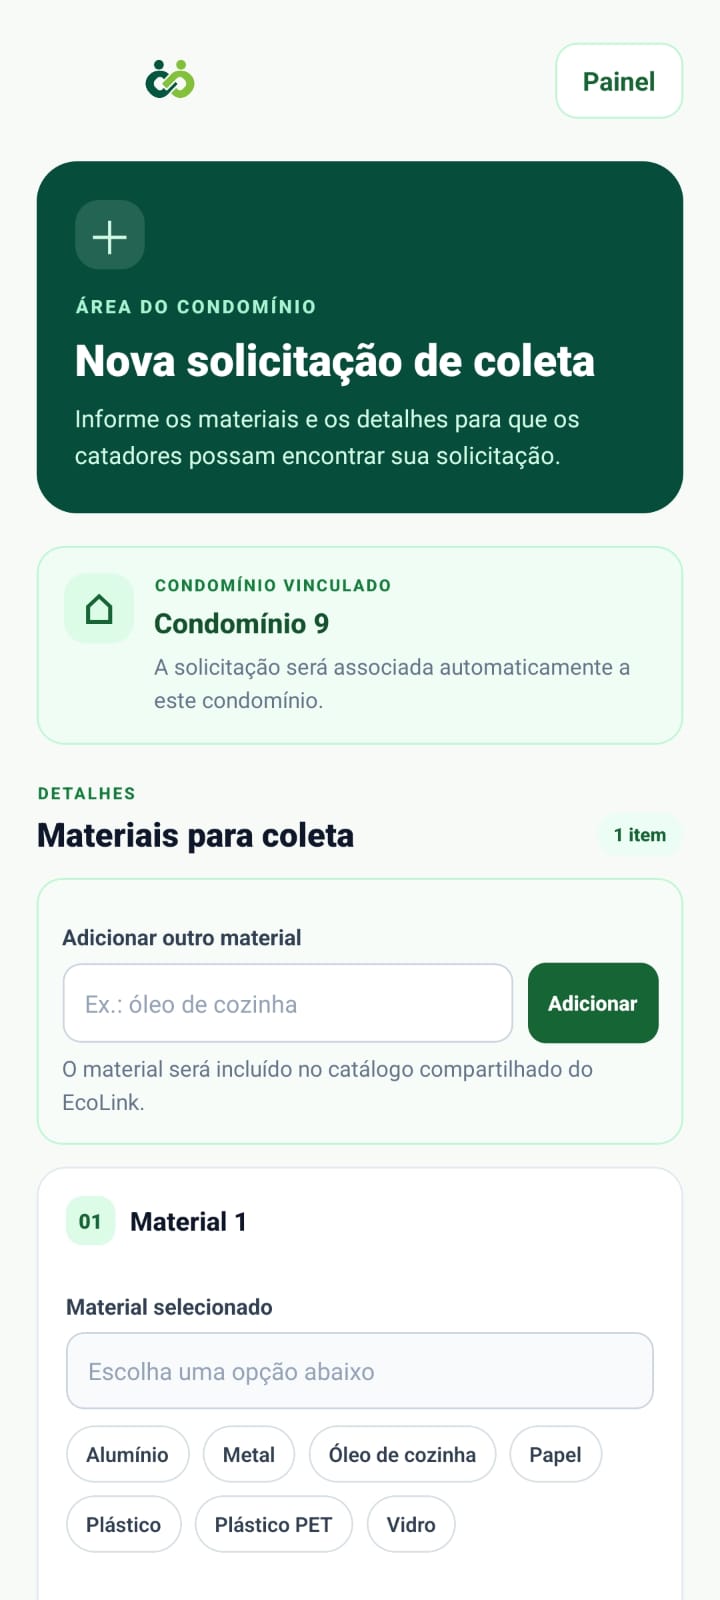 Painel
ÁREA DO CONDOMÍNIO
Nova solicitação de coleta
Informe os materiais e os detalhes para que os
catadores possam encontrar sua solicitação.
CONDOMÍNIO VINCULADO
Condomínio 9
A solicitação será associada automaticamente a
este condomínio.
DETALHES
Materiais para coleta
1 item
Adicionar outro material
Ex.: óleo de cozinha
Adicionar
O material será incluído no catálogo compartilhado do
EcoLink.
01 Material 1
Material selecionado
Escolha uma opção abaixo
Alumínio Metal Óleo de cozinha Papel
Plástico Plástico PET Vidro